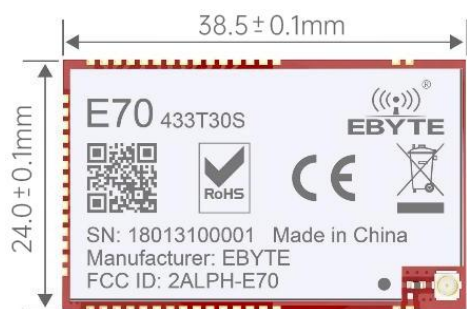 38.5±0.1mm
24.0±0.1mm
E70 433T30S
®
EBYTE
RoHS
CE
SN: 18013100001 Made in China
Manufacturer: EBYTE
FCC ID: 2ALPH-E70